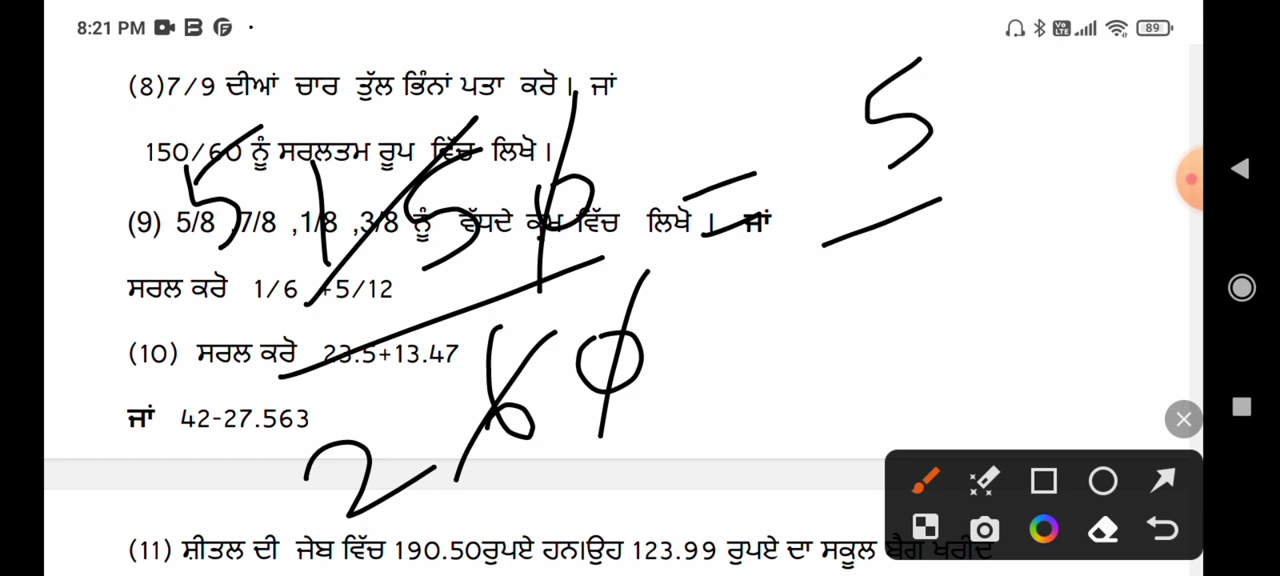 8:21 PM
89
(8)7/9 ਦੀਆਂ ਚਾਰ ਤੁੱਲ ਭਿੰਨਾਂ ਪਤਾ ਕਰੋ। ਜਾਂ
150/60 ਨੂੰ ਸਰਲਤਮ ਰੂਪ ਵਿੱਚ ਲਿਖੋ।
(9) 5/8 ,7/8 ,1/8 ,3/8 ਨੂੰ ਵੱਧਦੇ ਕ੍ਰਮ ਵਿੱਚ ਲਿਖੋ । ਜਾਂ
ਸਰਲ ਕਰੋ 1/6 +5/12
(10) ਸਰਲ ਕਰੋ 23.5+13.47
ਜਾਂ 42-27.563
5 150 = 5
2 60
(11) ਸ਼ੀਤਲ ਦੀ ਜੇਬ ਵਿੱਚ 190.50ਰੁਪਏ ਹਨ।ਉਹ 123.99 ਰੁਪਏ ਦਾ ਸਕੂਲ ਬੈਗ ਖਰੀਦ